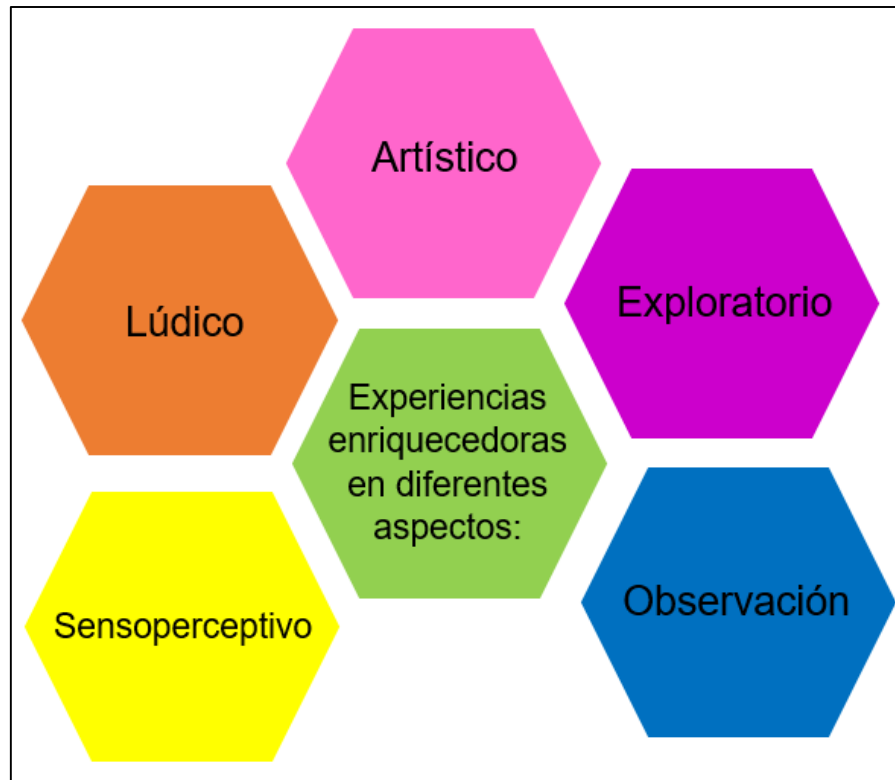 Artístico
Lúdico
Exploratorio
Experiencias
enriquecedoras
en diferentes
aspectos:
Sensoperceptivo
Observación